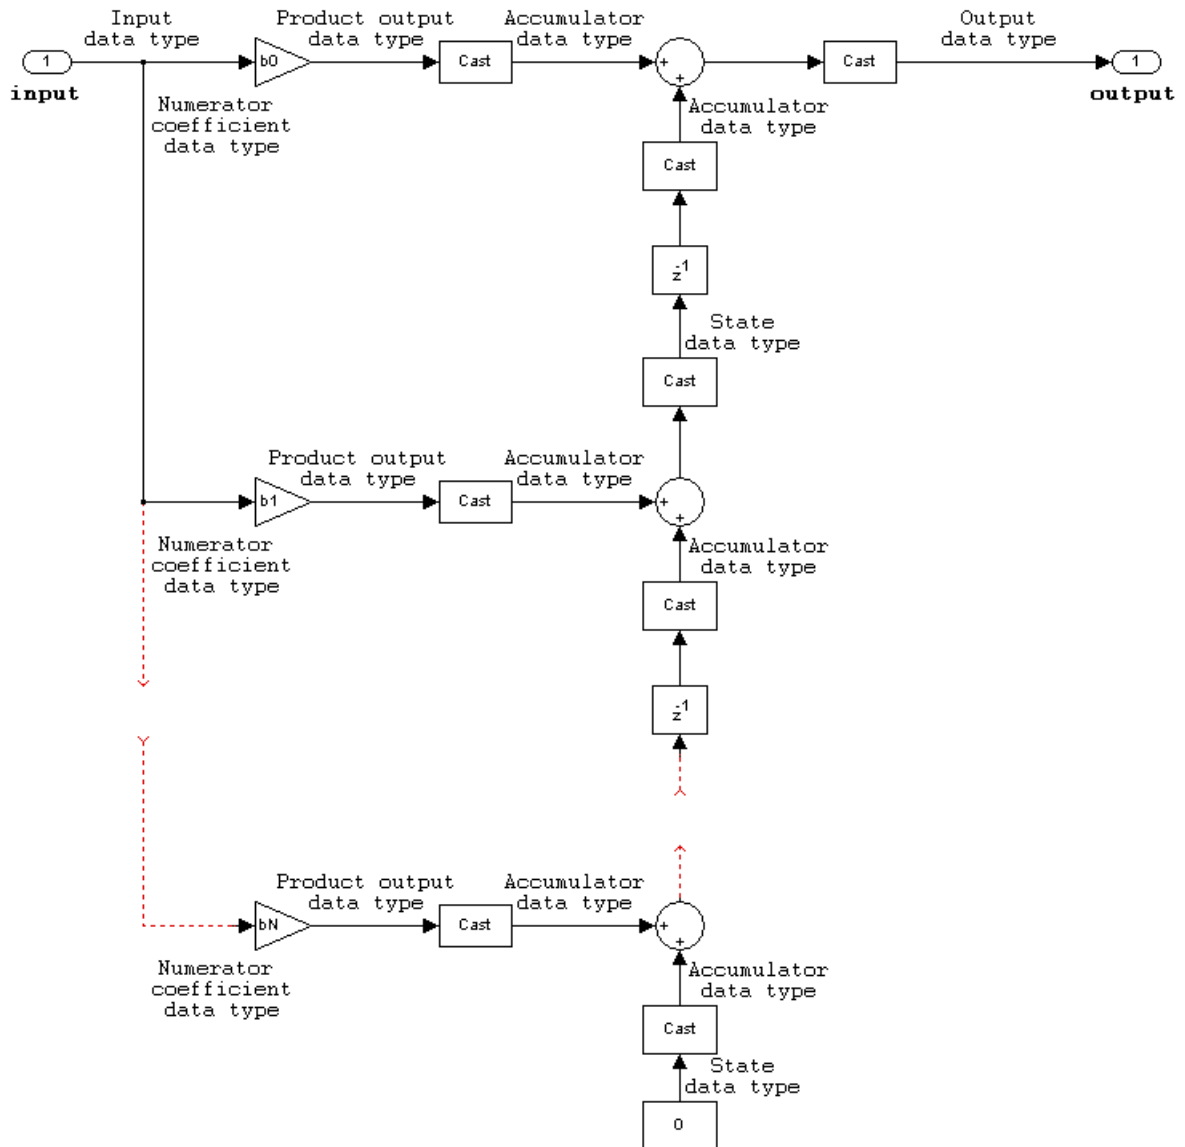 Input
data type
Product output
data type
Accumulator
data type
Output
data type
1
b0
Cast
+
+
Cast
1
input
output
Numerator
coefficient
data type
Accumulator
data type
Cast
z-1
State
data type
Cast
Product output
data type
Accumulator
data type
b1
Cast
+
+
Numerator
coefficient
data type
Accumulator
data type
Cast
z-1
Product output
data type
Accumulator
data type
bN
Cast
+
+
Numerator
coefficient
data type
Accumulator
data type
Cast
State
data type
0